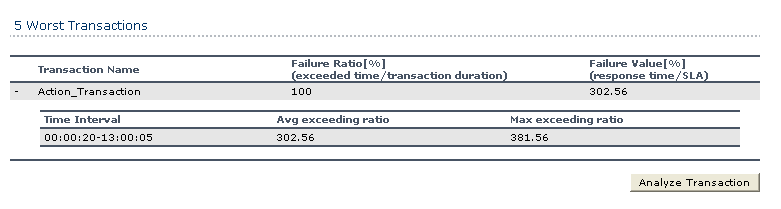 5 Worst Transactions
Transaction Name Failure Ratio[%] Failure Value[%]
(exceeded time/transaction duration) (response time/SLA)
- Action_Transaction 100 302.56
Time Interval Avg exceeding ratio Max exceeding ratio
00:00:20-13:00:05 302.56 381.56
Analyze Transaction